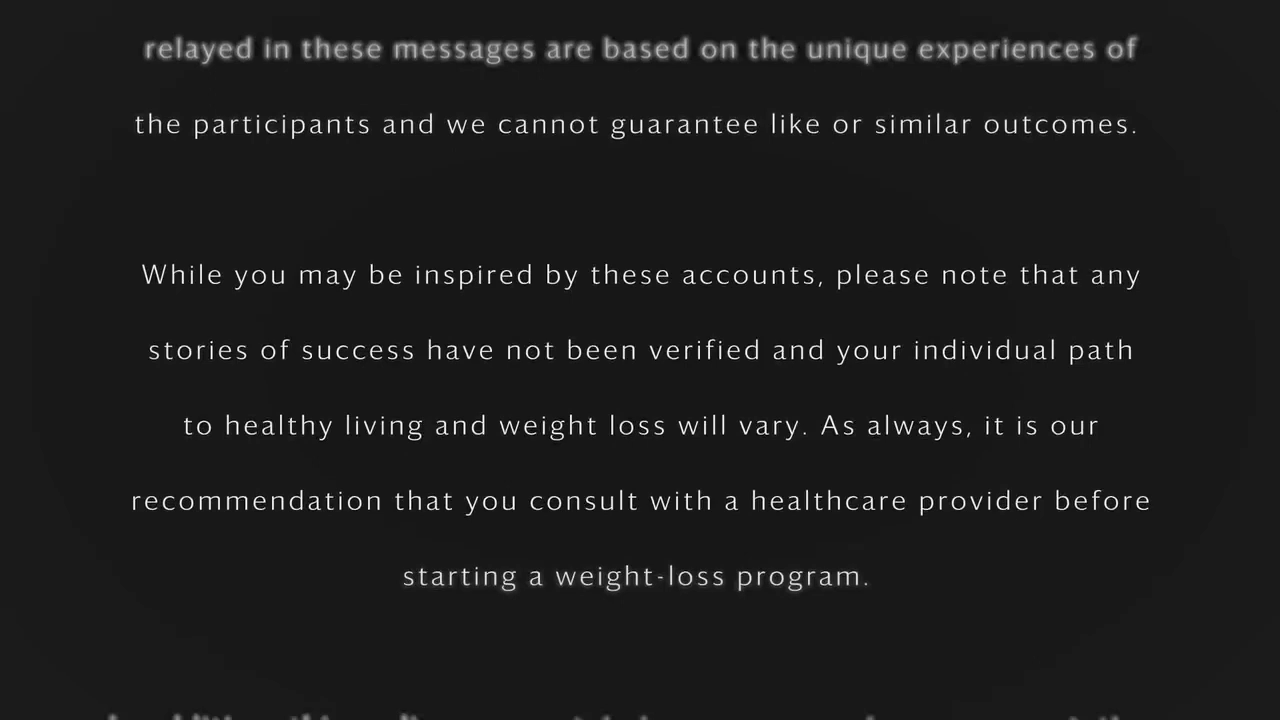 relayed in these messages are based on the unique experiences of
the participants and we cannot guarantee like or similar outcomes.
While you may be inspired by these accounts, please note that any
stories of success have not been verified and your individual path
to healthy living and weight loss will vary. As always, it is our
recommendation that you consult with a healthcare provider before
starting a weight-loss program.